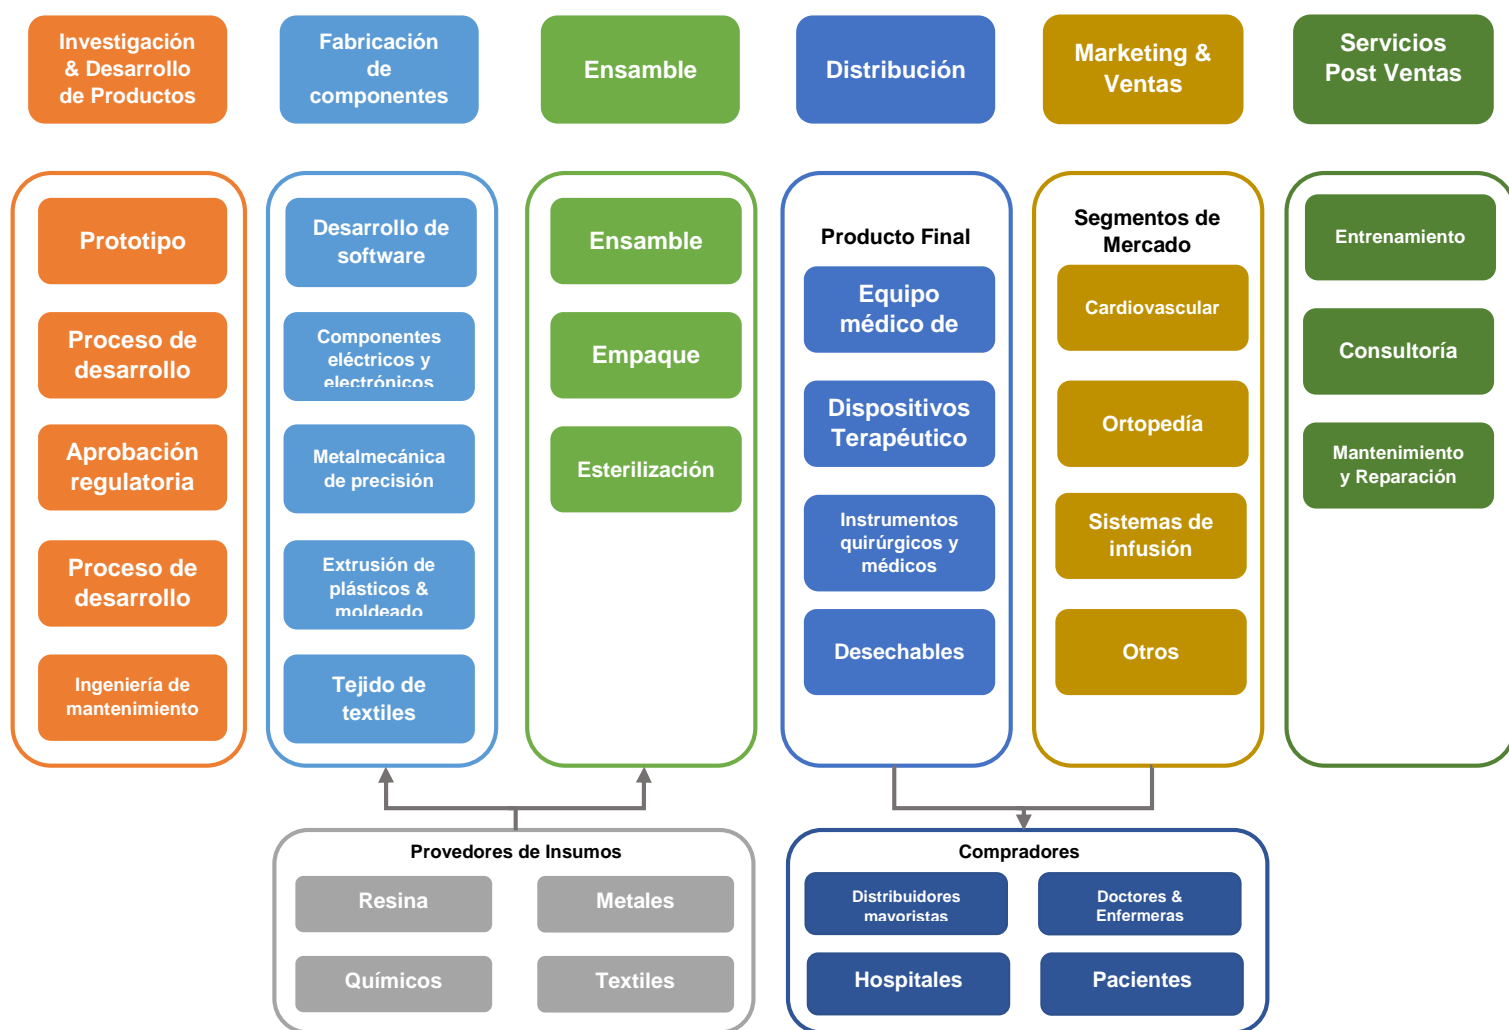 Investigación
& Desarrollo
de Productos
Fabricación
de
componentes
Ensamble
Distribución
Marketing &
Ventas
Servicios
Post Ventas
Prototipo
Proceso de
desarrollo
Aprobación
regulatoria
Proceso de
desarrollo
Ingeniería de
mantenimiento
Desarrollo de
software
Componentes
eléctricos y
electrónicos
Metalmecánica
de precisión
Extrusión de
plásticos &
moldeado
Tejido de
textiles
Ensamble
Empaque
Esterilización
Producto Final
Equipo
médico de
Dispositivos
Terapéutico
Instrumentos
quirúrgicos y
médicos
Desechables
Segmentos de
Mercado
Cardiovascular
Ortopedía
Sistemas de
infusión
Otros
Entrenamiento
Consultoría
Mantenimiento
y Reparación
Provedores de Insumos
Resina
Metales
Químicos
Textiles
Compradores
Distribuidores
mayoristas
Doctores &
Enfermeras
Hospitales
Pacientes